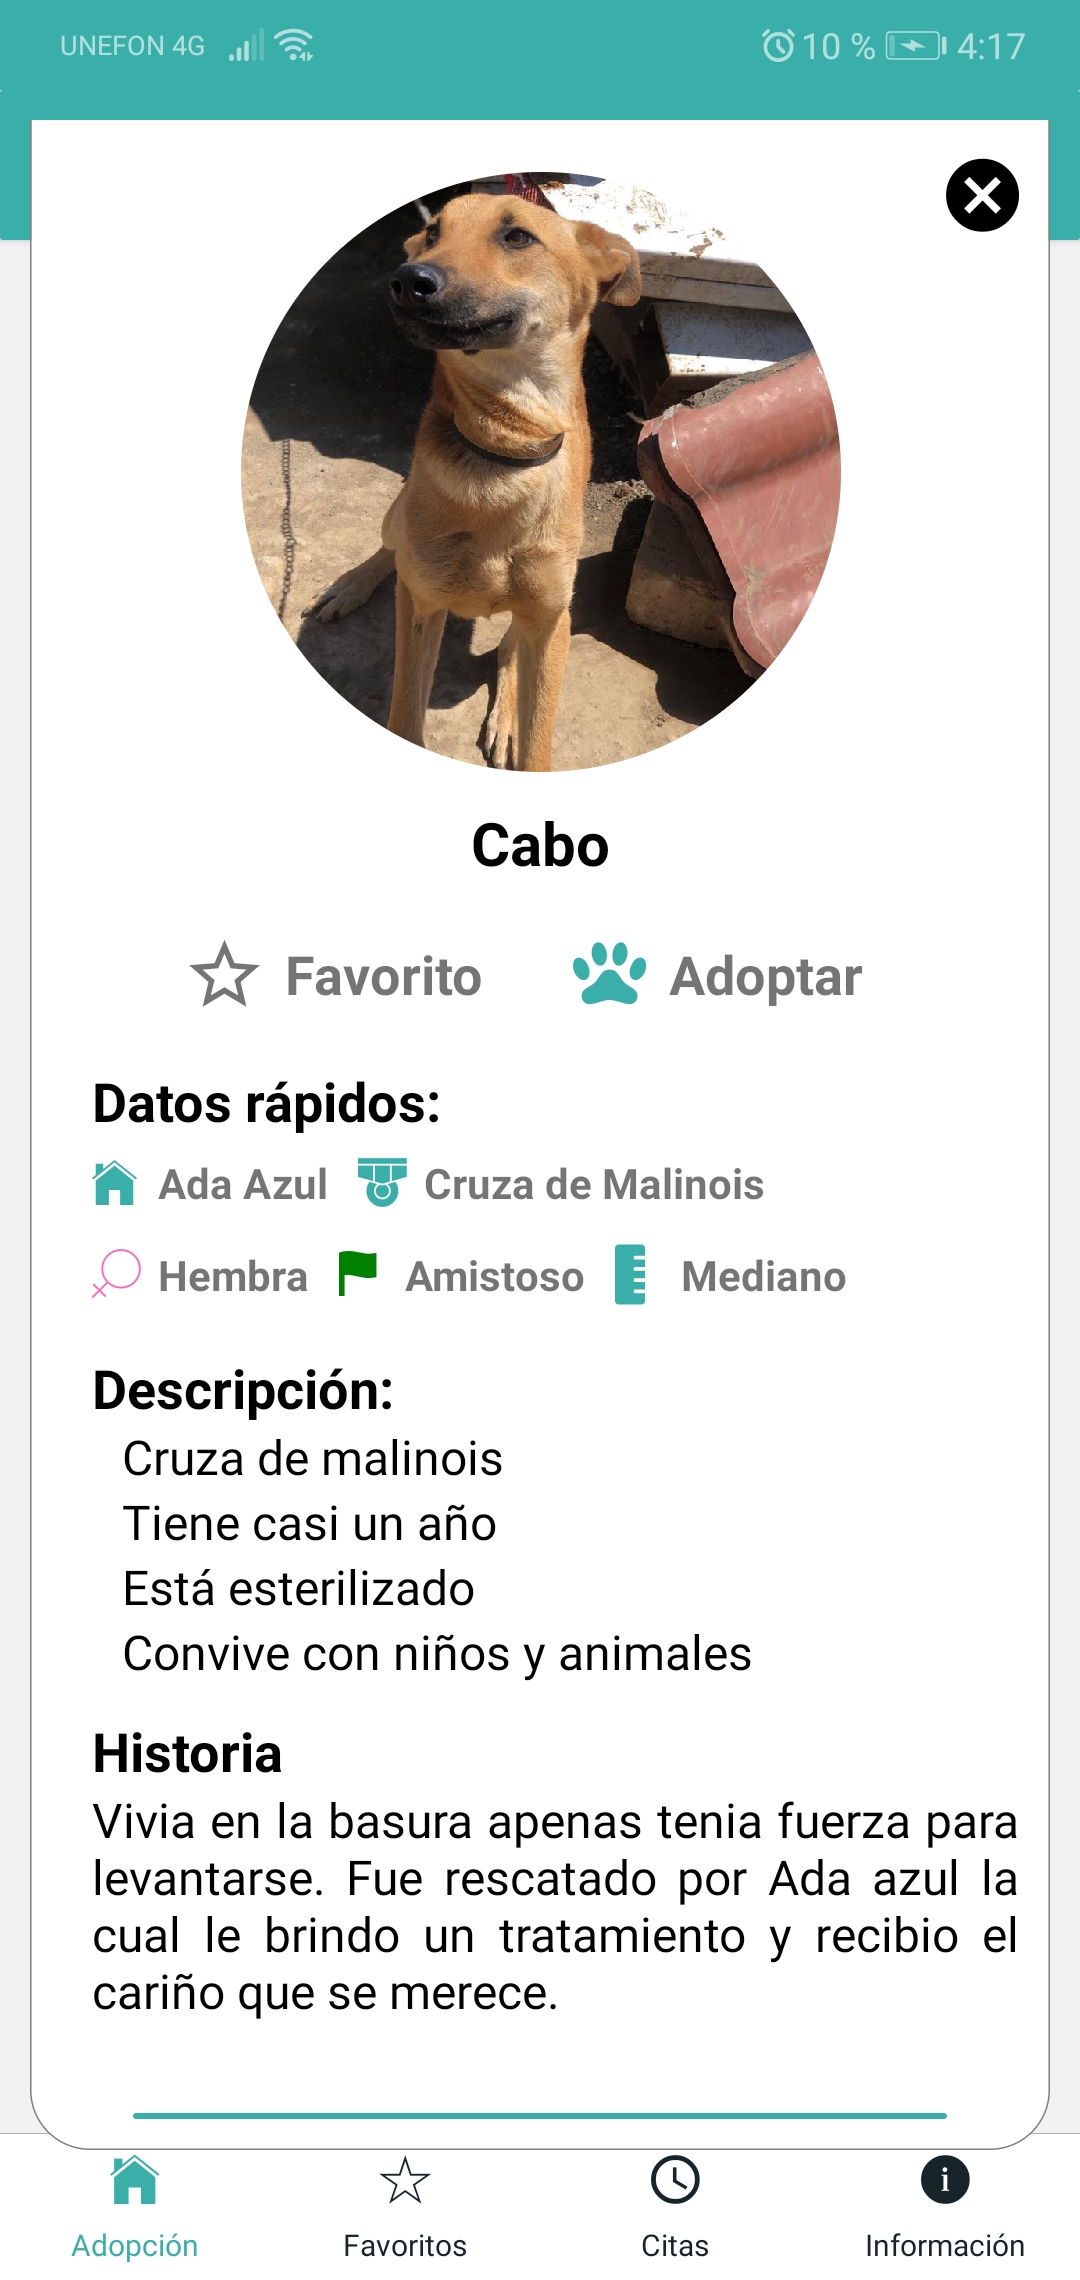 UNEFON 4G 10 % 4:17
Cabo
Favorito Adoptar
Datos rápidos:
Ada Azul Cruza de Malinois
Hembra Amistoso Mediano
Descripción:
Cruza de malinois
Tiene casi un año
Está esterilizado
Convive con niños y animales
Historia
Vivia en la basura apenas tenia fuerza para
levantarse. Fue rescatado por Ada azul la
cual le brindo un tratamiento y recibio el
cariño que se merece.
Adopción Favoritos Citas Información